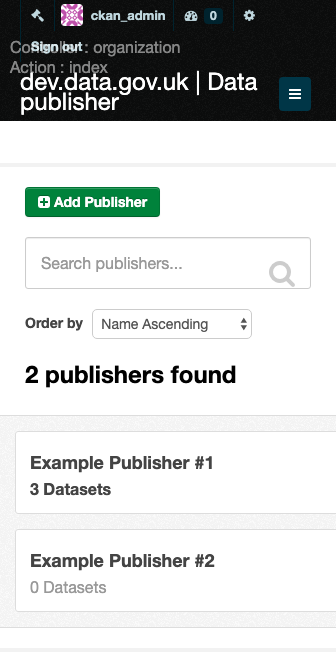 ckan_admin
0
Sign out
Controller : organization
Action : index
dev.data.gov.uk | Data
publisher
Add Publisher
Search publishers...
Order by Name Ascending
2 publishers found
Example Publisher #1
3 Datasets
Example Publisher #2
0 Datasets